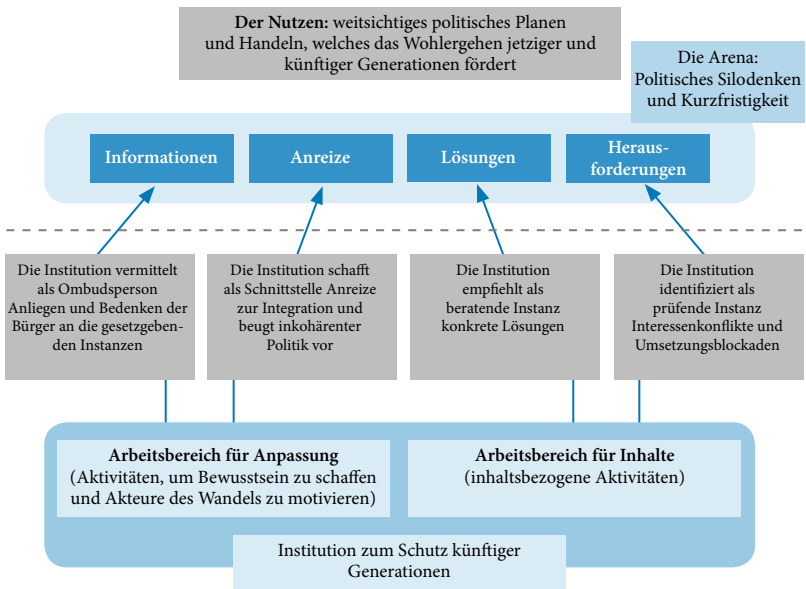 Der Nutzen: weitsichtiges politisches Planen
und Handeln, welches das Wohlergehen jetziger und
künftiger Generationen fördert
Die Arena:
Politisches Silodenken
und Kurzfristigkeit
Informationen
Anreize
Lösungen
Heraus-
forderungen
Die Institution vermittelt
als Ombudsperson
Anliegen und Bedenken der
Bürger an die gesetzgeben-
den Instanzen
Die Institution schafft
als Schnittstelle Anreize
zur Integration und
beugt inkohärenter
Politik vor
Die Institution
empfiehlt als
beratende Instanz
konkrete Lösungen
Die Institution
identifiziert als
prüfende Instanz
Interessenkonflikte und
Umsetzungsblockaden
Arbeitsbereich für Anpassung
(Aktivitäten, um Bewusstsein zu schaffen
und Akteure des Wandels zu motivieren)
Arbeitsbereich für Inhalte
(inhaltsbezogene Aktivitäten)
Institution zum Schutz künftiger
Generationen